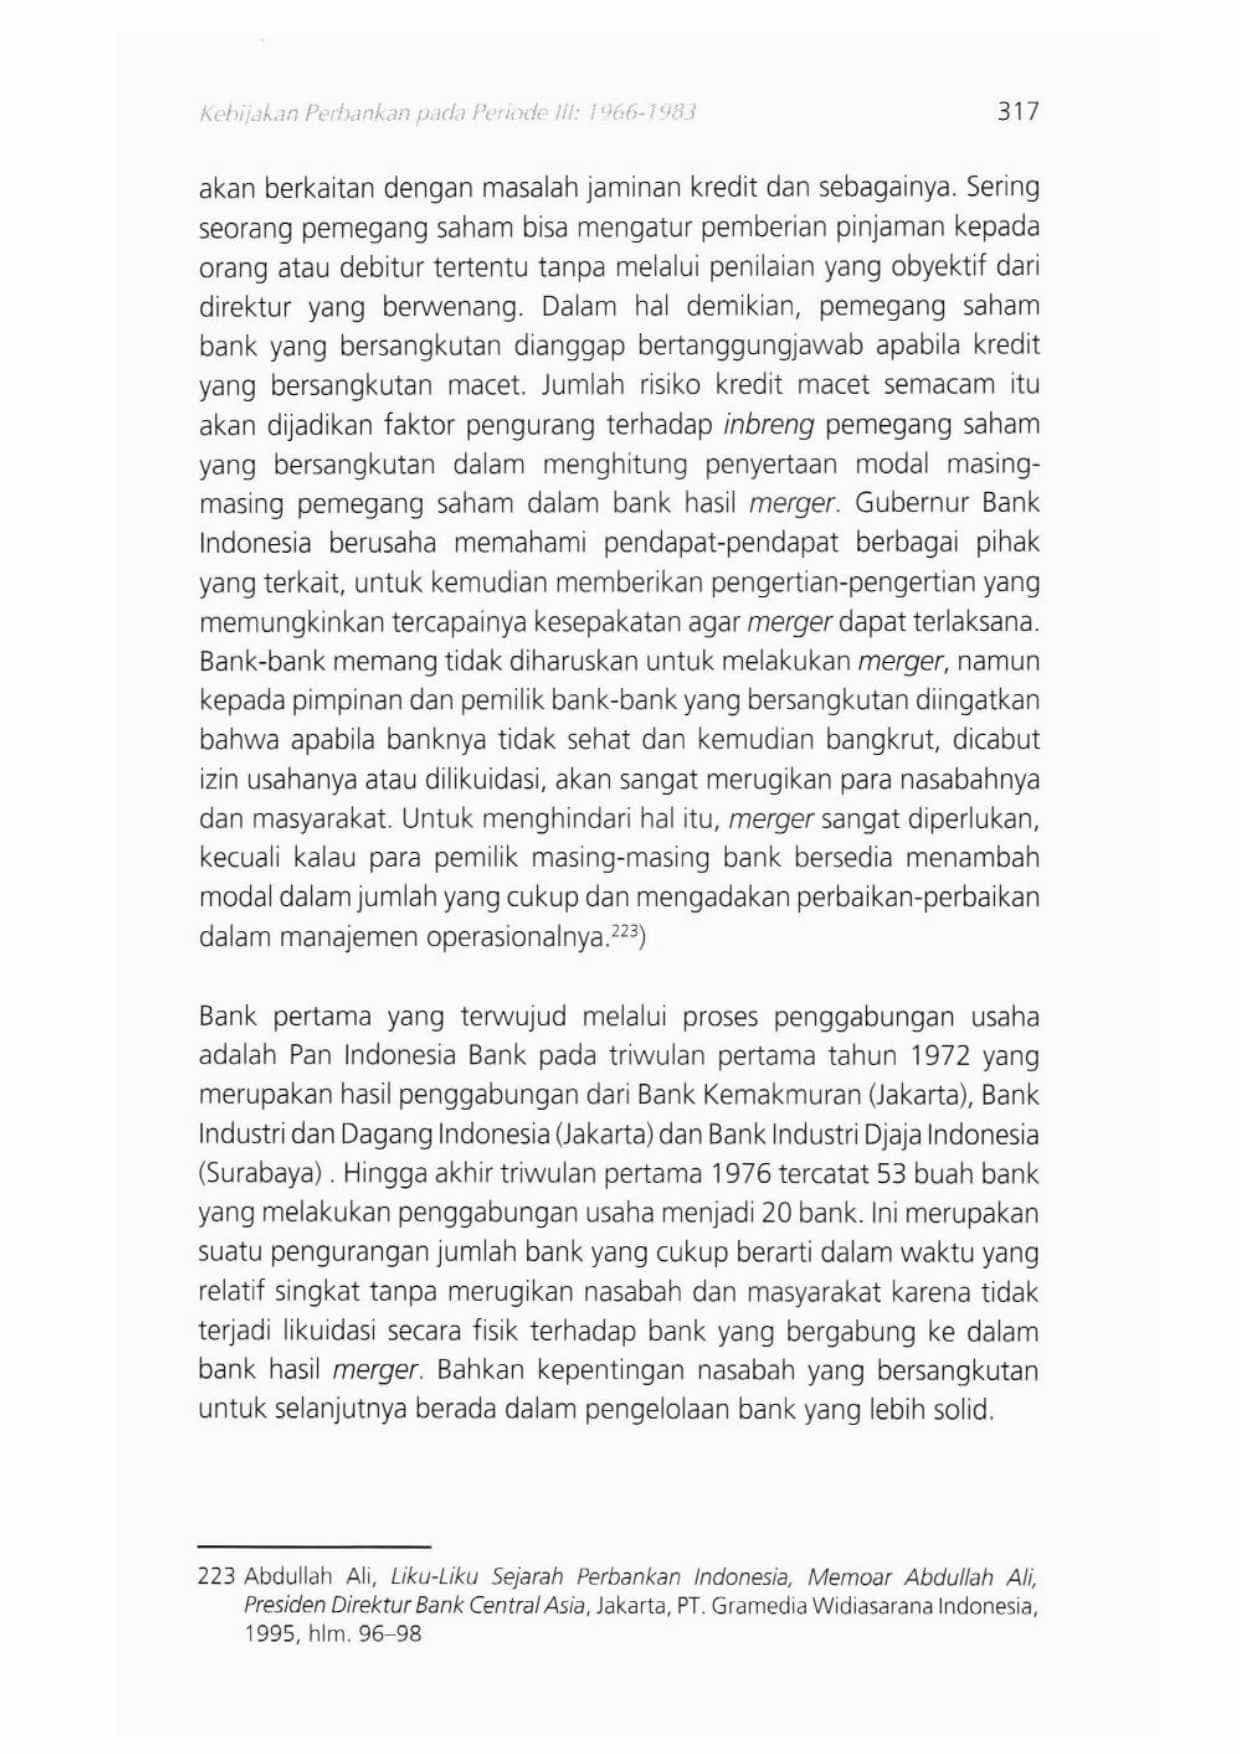 Kebijakan Perbankan pada Periode III: 1966-1983 317
akan berkaitan dengan masalah jaminan kredit dan sebagainya. Sering
seorang pemegang saham bisa mengatur pemberian pinjaman kepada
orang atau debitur tertentu tanpa melalui penilaian yang obyektif dari
direktur yang berwenang. Dalam hal demikian, pemegang saham
bank yang bersangkutan dianggap bertanggungjawab apabila kredit
yang bersangkutan macet. Jumlah risiko kredit macet semacam itu
akan dijadikan faktor pengurang terhadap inbreng pemegang saham
yang bersangkutan dalam menghitung penyertaan modal masing-
masing pemegang saham dalam bank hasil merger. Gubernur Bank
Indonesia berusaha memahami pendapat-pendapat berbagai pihak
yang terkait, untuk kemudian memberikan pengertian-pengertian yang
memungkinkan tercapainya kesepakatan agar merger dapat terlaksana.
Bank-bank memang tidak diharuskan untuk melakukan merger, namun
kepada pimpinan dan pemilik bank-bank yang bersangkutan diingatkan
bahwa apabila banknya tidak sehat dan kemudian bangkrut, dicabut
izin usahanya atau dilikuidasi, akan sangat merugikan para nasabahnya
dan masyarakat. Untuk menghindari hal itu, merger sangat diperlukan,
kecuali kalau para pemilik masing-masing bank bersedia menambah
modal dalam jumlah yang cukup dan mengadakan perbaikan-perbaikan
dalam manajemen operasionalnya.223)
Bank pertama yang terwujud melalui proses penggabungan usaha
adalah Pan Indonesia Bank pada triwulan pertama tahun 1972 yang
merupakan hasil penggabungan dari Bank Kemakmuran (Jakarta), Bank
Industri dan Dagang Indonesia (Jakarta) dan Bank Industri Djaja Indonesia
(Surabaya) . Hingga akhir triwulan pertama 1976 tercatat 53 buah bank
yang melakukan penggabungan usaha menjadi 20 bank. Ini merupakan
suatu pengurangan jumlah bank yang cukup berarti dalam waktu yang
relatif singkat tanpa merugikan nasabah dan masyarakat karena tidak
terjadi likuidasi secara fisik terhadap bank yang bergabung ke dalam
bank hasil merger. Bahkan kepentingan nasabah yang bersangkutan
untuk selanjutnya berada dalam pengelolaan bank yang lebih solid.
223 Abdullah Ali, Liku-Liku Sejarah Perbankan Indonesia, Memoar Abdullah Ali,
Presiden Direktur Bank Central Asia, Jakarta, PT. Gramedia Widiasarana Indonesia,
1995, hlm. 96–98